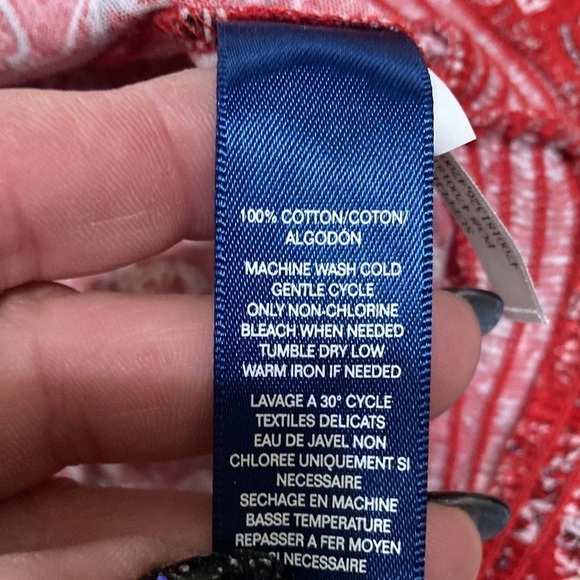 100% COTTON/COTON/
ALGODÓN
MACHINE WASH COLD
GENTLE CYCLE
ONLY NON-CHLORINE
BLEACH WHEN NEEDED
TUMBLE DRY LOW
WARM IRON IF NEEDED
LAVAGE A 30° CYCLE
TEXTILES DELICATS
EAU DE JAVEL NON
CHLOREE UNIQUEMENT SI
NECESSAIRE
SECHAGE EN MACHINE
BASSE TEMPERATURE
REPASSER A FER MOYEN
SI NECESSAIRE